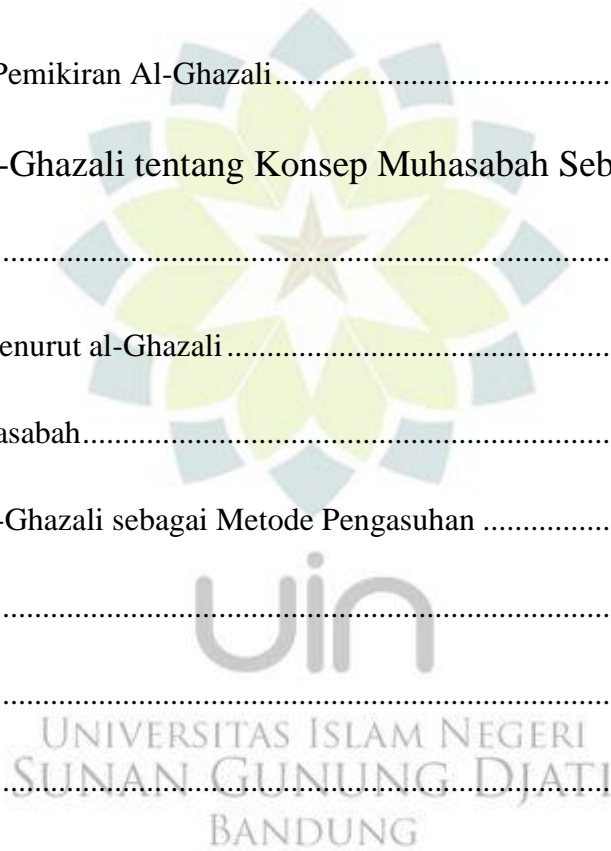 Pemikiran Al-Ghazali........................................
-Ghazali tentang Konsep Muhasabah Seb
........................................................................
enurut al-Ghazali..............................................
asabah...............................................................
-Ghazali sebagai Metode Pengasuhan ................
........................................................................
uin
........................................................................
UNIVERSITAS ISLAM NEGERI
SUNAN GUNUNG DJATI
........................................................................
BANDUNG